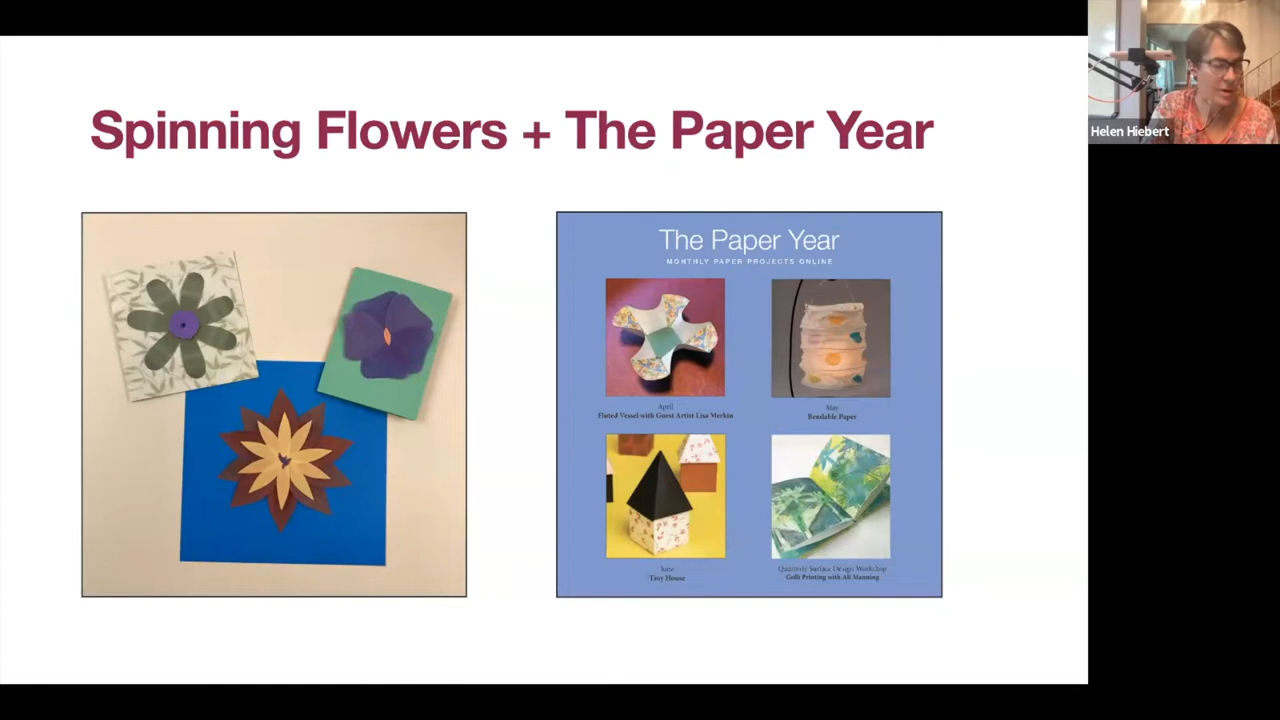 Spinning Flowers + The Paper Year
Helen Hiebert
The Paper Year
MONTHLY PAPER PROJECTS ONLINE
April
Fluted Vessel with Guest Artist Lisa Merkin
May
Bendable Paper
June
Tiny House
Quarterly Surface Design Workshop
Gelli Printing with Ali Manning